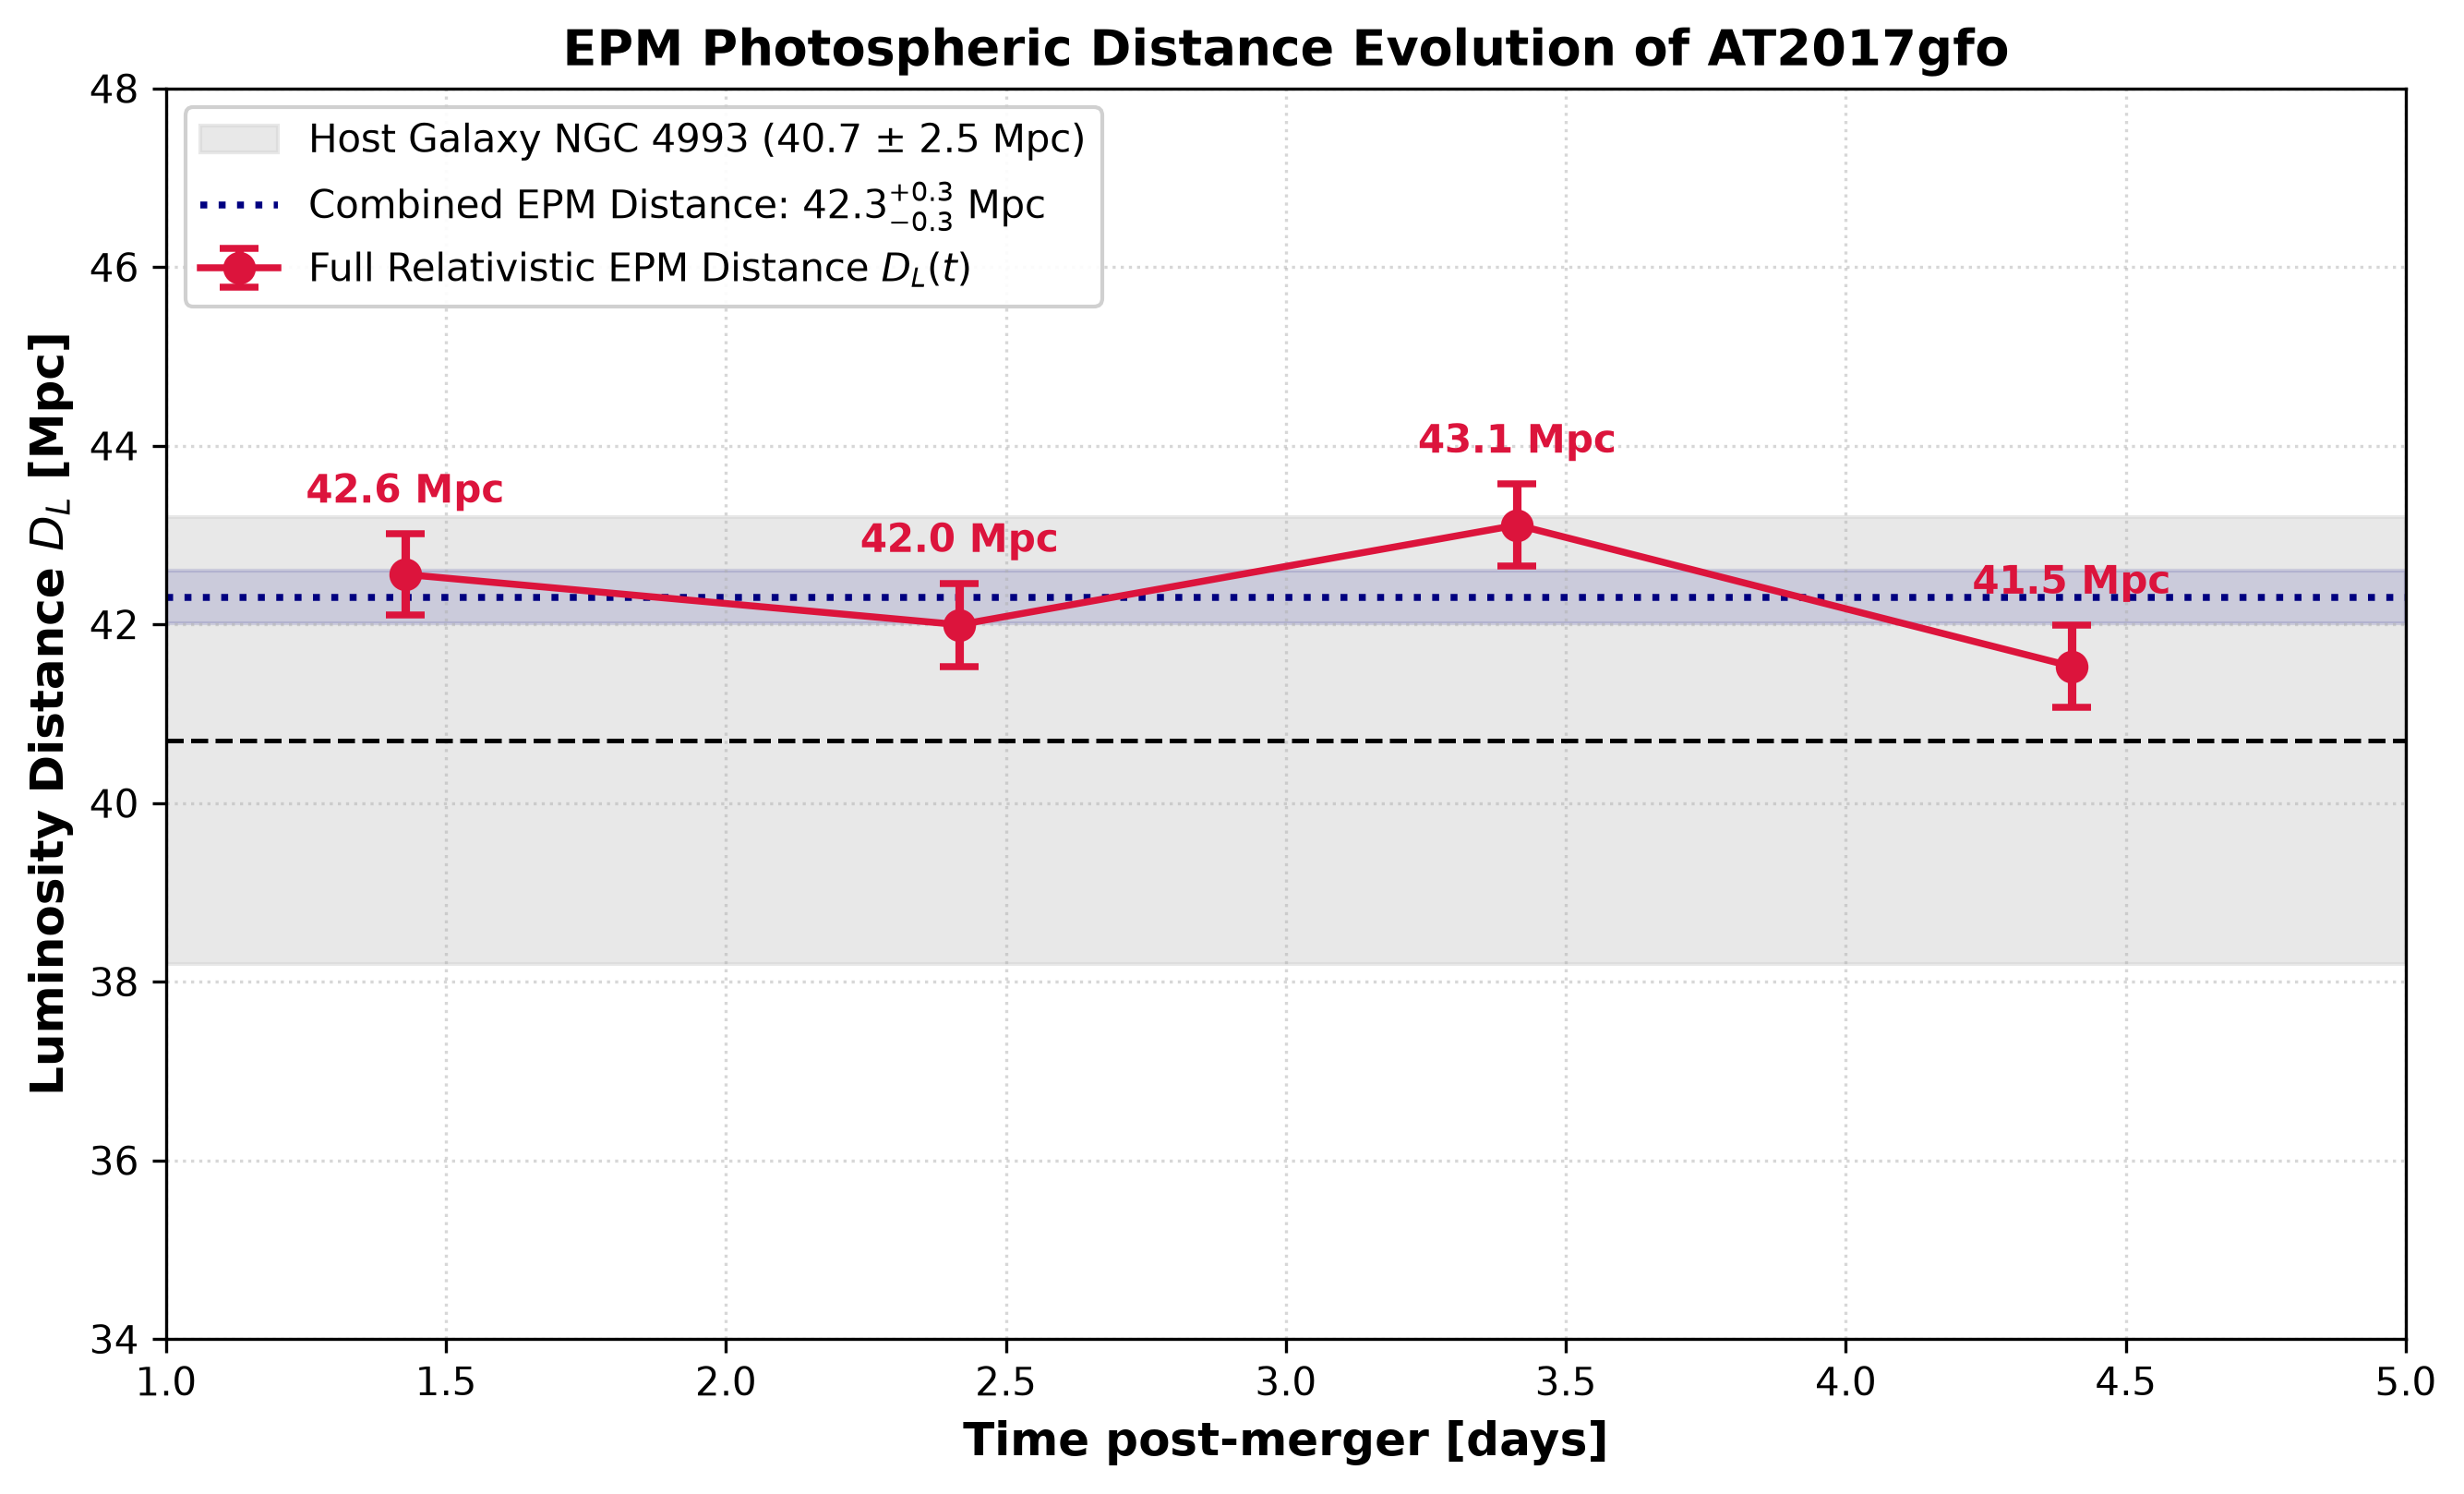 EPM Photospheric Distance Evolution of AT2017gfo
Host Galaxy NGC 4993 (40.7 ± 2.5 Mpc)
Combined EPM Distance: 42.3^{+0.3}_{−0.3} Mpc
Full Relativistic EPM Distance D_L(t)
Luminosity Distance D_L [Mpc]
48
46
44
42
40
38
36
34
42.6 Mpc
42.0 Mpc
43.1 Mpc
41.5 Mpc
1.0 1.5 2.0 2.5 3.0 3.5 4.0 4.5 5.0
Time post-merger [days]